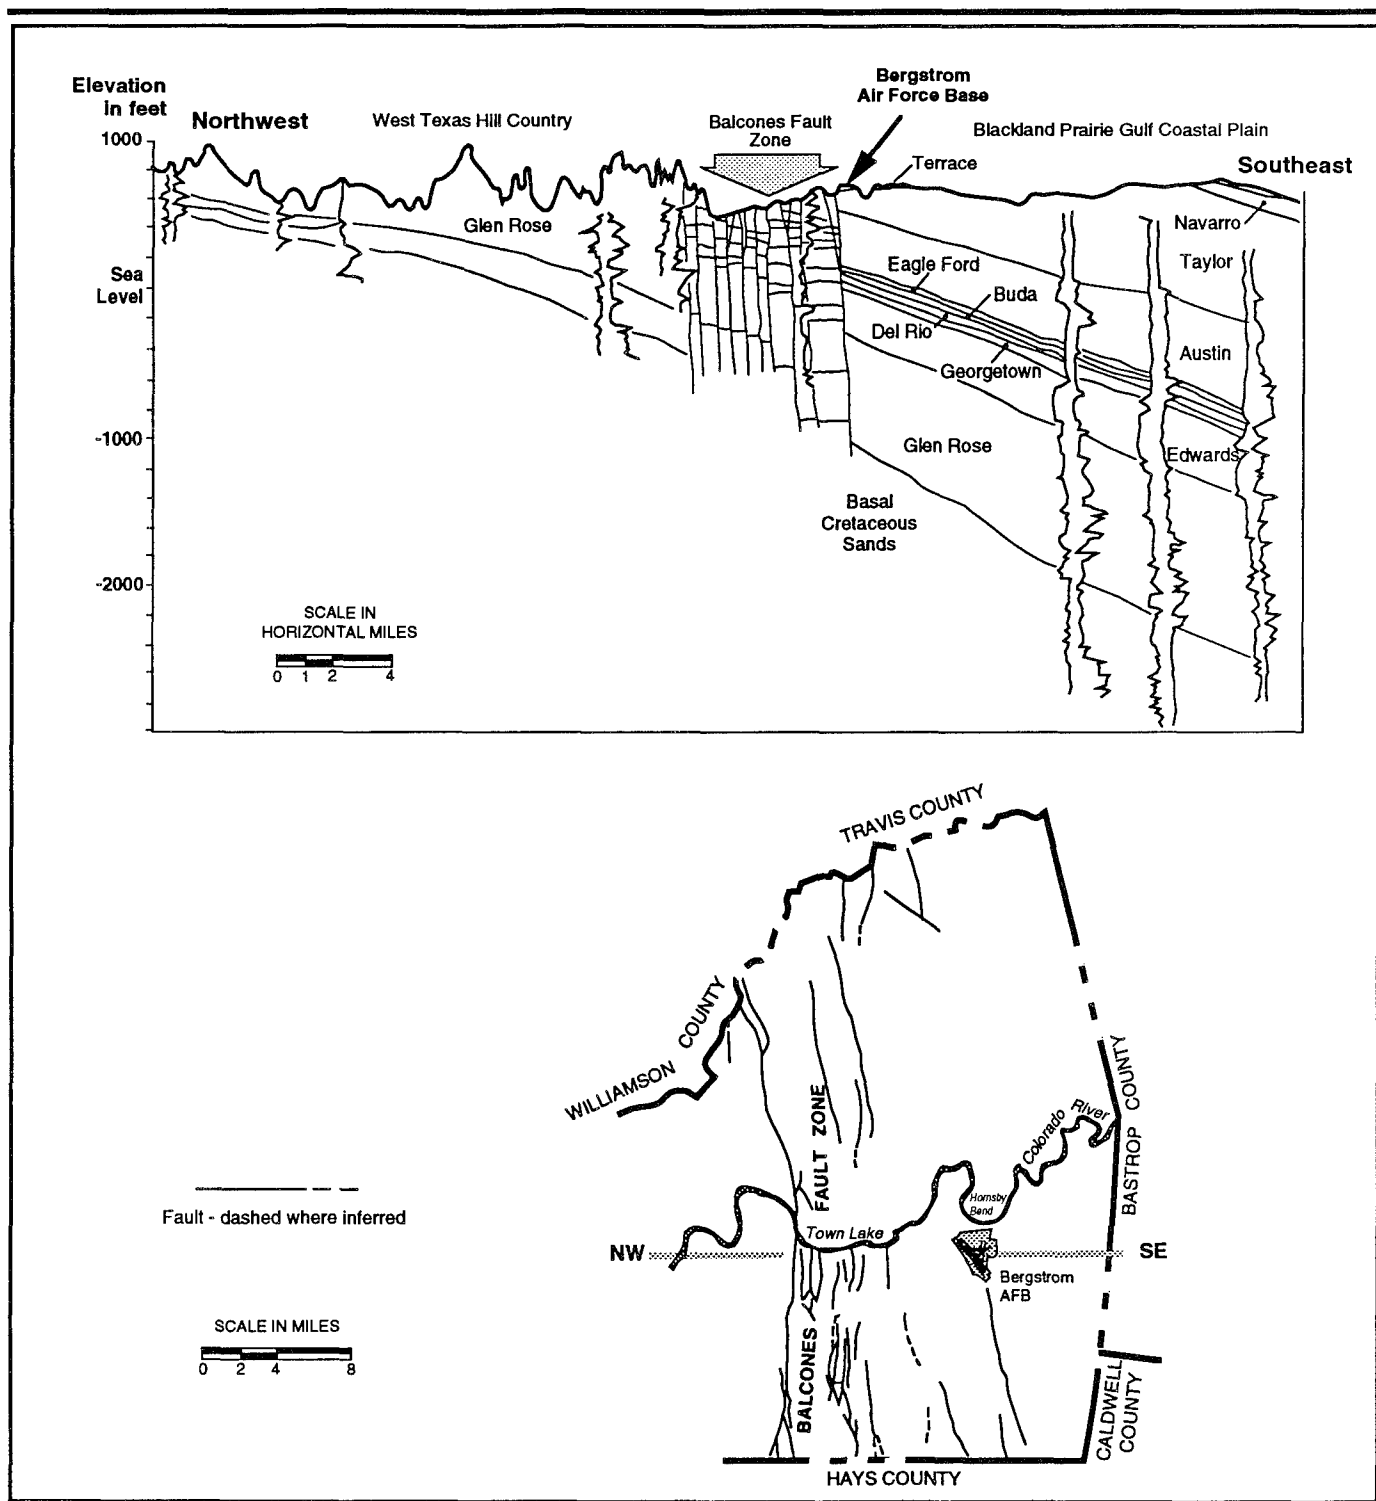 Elevation
in feet
1000
Northwest
West Texas Hill Country
Balcones Fault
Zone
Bergstrom
Air Force Base
Blackland Prairie Gulf Coastal Plain
Terrace
Southeast
Navarro
Glen Rose
Taylor
Sea
Level
Eagle Ford
Buda
Del Rio
Austin
Georgetown
-1000
Glen Rose
Edwards
Basal
Cretaceous
Sands
-2000
SCALE IN
HORIZONTAL MILES
0 1 2 4
TRAVIS COUNTY
WILLIAMSON COUNTY
FAULT ZONE
Colorado River
BASTROP COUNTY
Hornsby
Bend
Town Lake
Fault - dashed where inferred
NW
SE
Bergstrom
AFB
SCALE IN MILES
0 2 4 8
BALCONES
CALDWELL
COUNTY
HAYS COUNTY